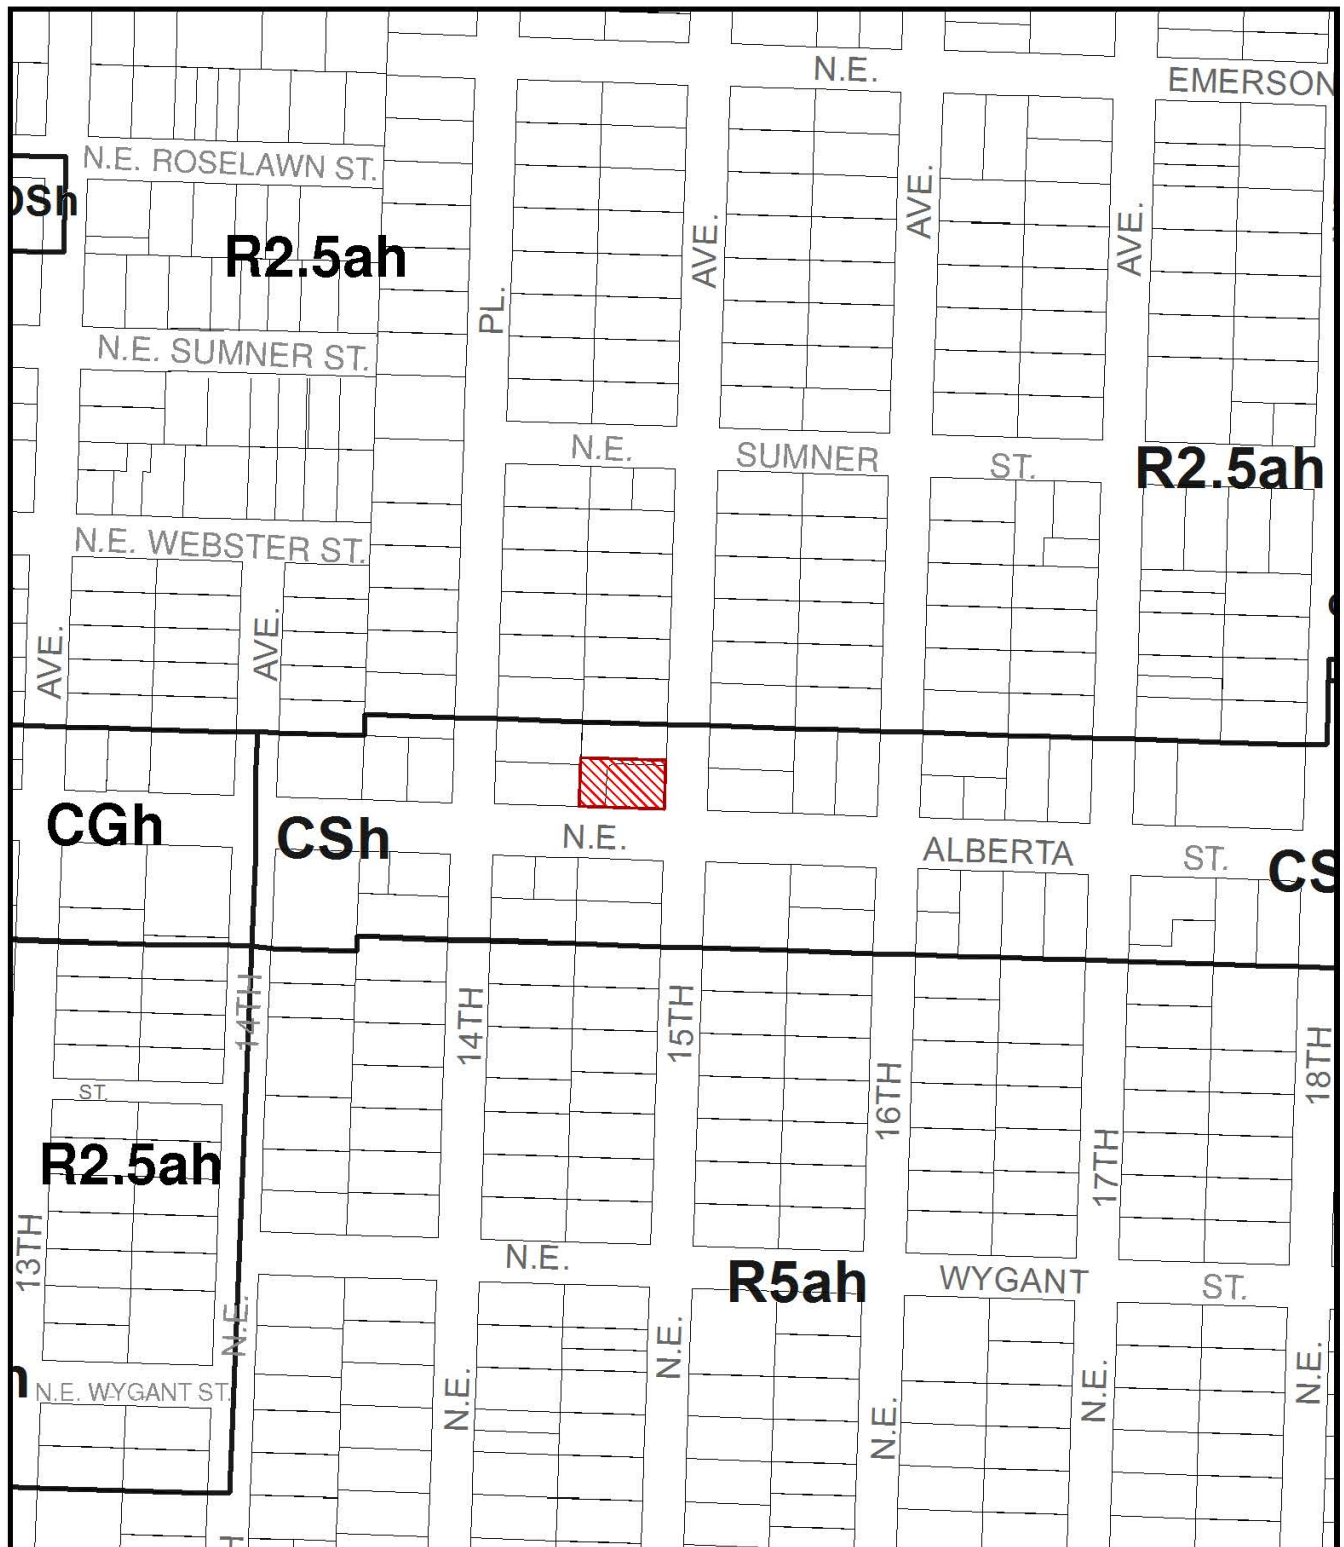 N.E.
EMERSON
N.E. ROSELAWN ST.
OSh
R2.5ah
AVE.
AVE.
AVE.
PL.
N.E. SUMNER ST.
N.E.
SUMNER
ST.
R2.5ah
N.E. WEBSTER ST.
AVE.
AVE.
CGh
CSh
N.E.
ALBERTA
ST.
CS
14TH
14TH
15TH
16TH
17TH
18TH
ST.
R2.5ah
13TH
N.E.
N.E.
R5ah
WYGANT
ST.
h
N.E. WYGANT ST.
N.E.
N.E.
N.E.
N.E.
N.E.
H